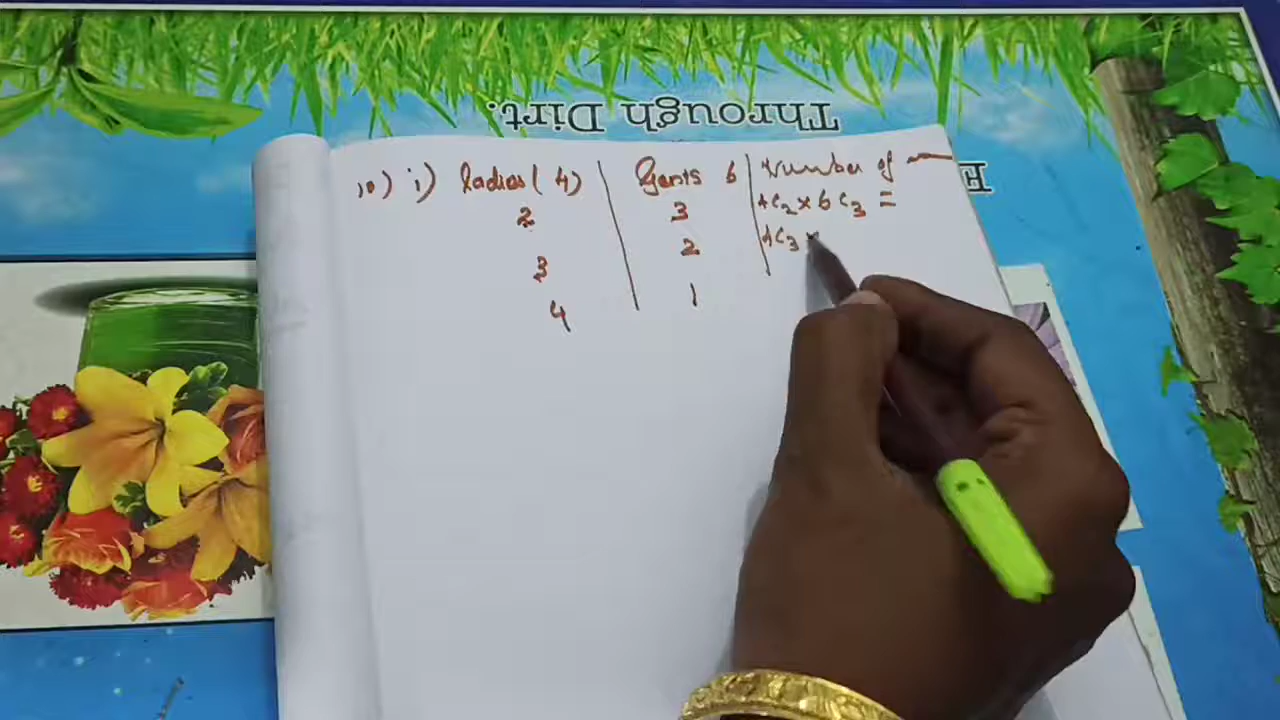 Through Dirt.
10) i) Ladies( 4) Gents 6 Number of
2 3 4C2 x 6C3 =
3 2 4C3 x
4 1